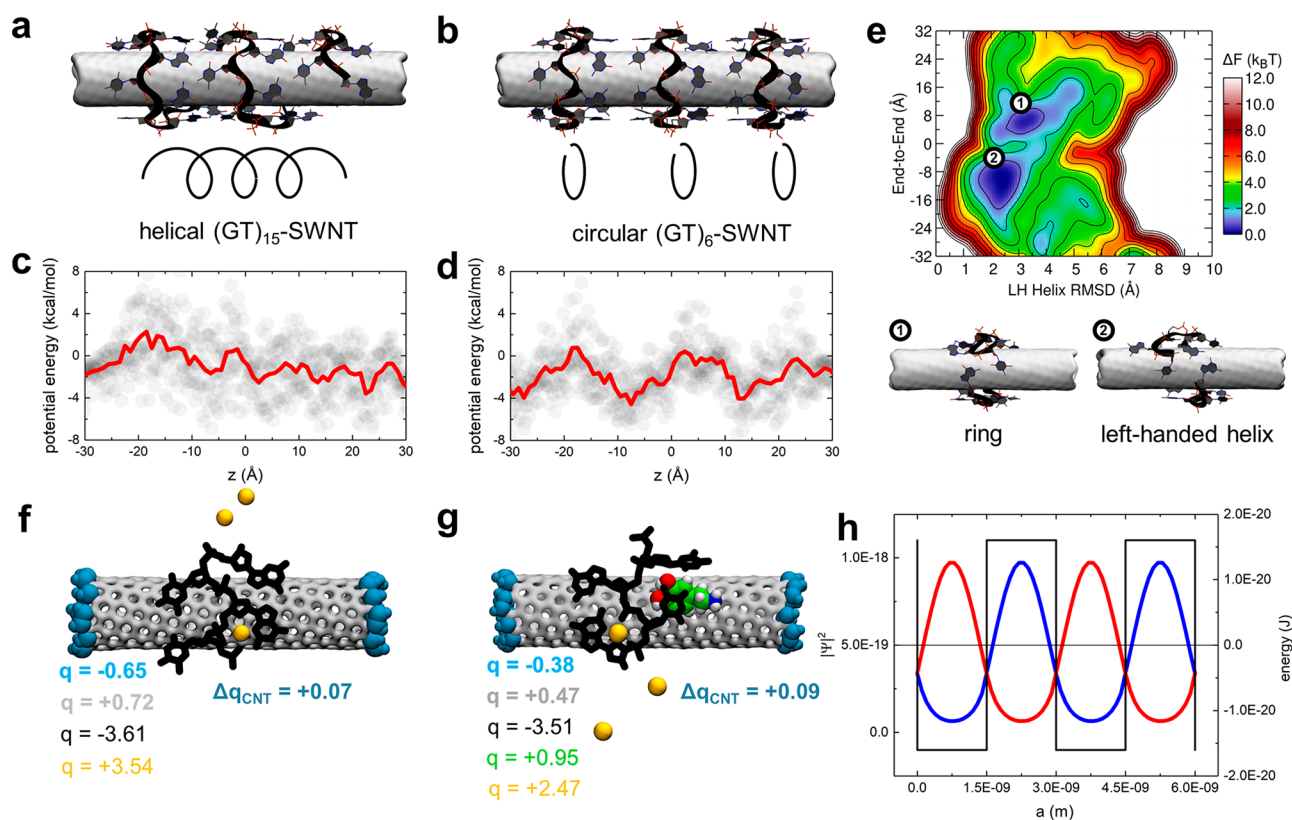 a
b
e
helical (GT)₁₅-SWNT
circular (GT)₆-SWNT
ΔF (kBT)
12.0
10.0
8.0
6.0
4.0
2.0
0.0
End-to-End (Å)
32
24
16
8
0
-8
-16
-24
-32
1
2
0 1 2 3 4 5 6 7 8 9 10
LH Helix RMSD (Å)
c
potential energy (kcal/mol)
8
4
0
-4
-8
-30 -20 -10 0 10 20 30
z (Å)
d
potential energy (kcal/mol)
8
4
0
-4
-8
-30 -20 -10 0 10 20 30
z (Å)
1
2
ring
left-handed helix
f
q = -0.65
q = +0.72
q = -3.61
q = +3.54
ΔqCNT = +0.07
g
q = -0.38
q = +0.47
q = -3.51
q = +0.95
q = +2.47
ΔqCNT = +0.09
h
|Ψ|²
1.0E-18
5.0E-19
0.0
2.0E-20
1.0E-20
0.0
-1.0E-20
-2.0E-20
energy (J)
0.0 1.5E-09 3.0E-09 4.5E-09 6.0E-09
a (m)